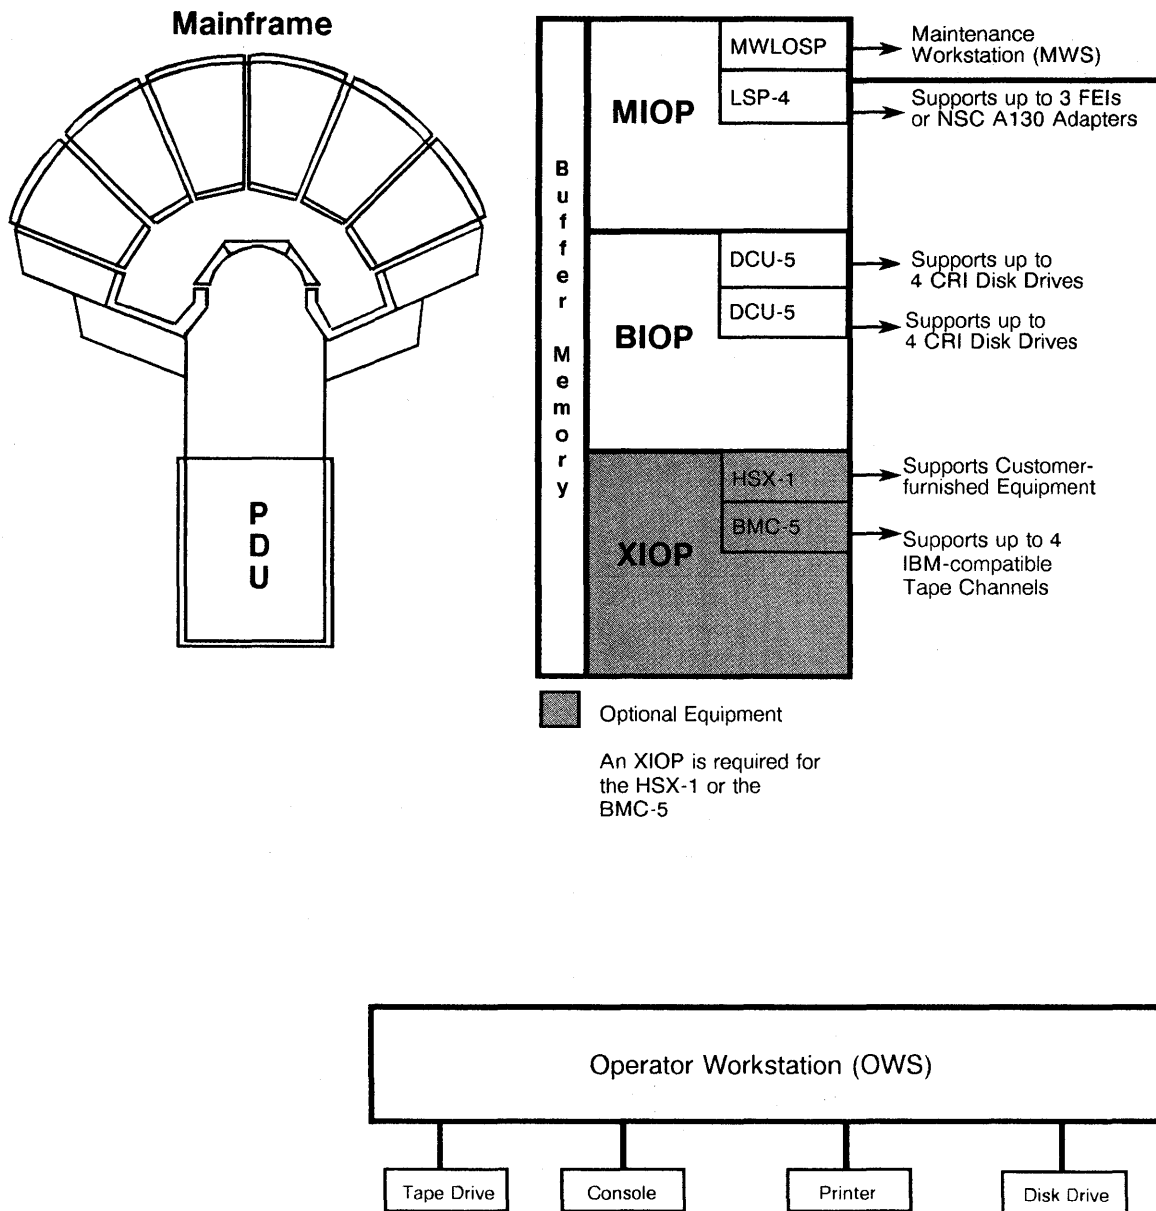 Mainframe
P
D
U
Buffer Memory
MIOP
MWLOSP
Maintenance
Workstation (MWS)
LSP-4
Supports up to 3 FEIs
or NSC A130 Adapters
BIOP
DCU-5
Supports up to
4 CRI Disk Drives
DCU-5
Supports up to
4 CRI Disk Drives
XIOP
HSX-1
Supports Customer-
furnished Equipment
BMC-5
Supports up to 4
IBM-compatible
Tape Channels
Optional Equipment
An XIOP is required for
the HSX-1 or the
BMC-5
Operator Workstation (OWS)
Tape Drive
Console
Printer
Disk Drive